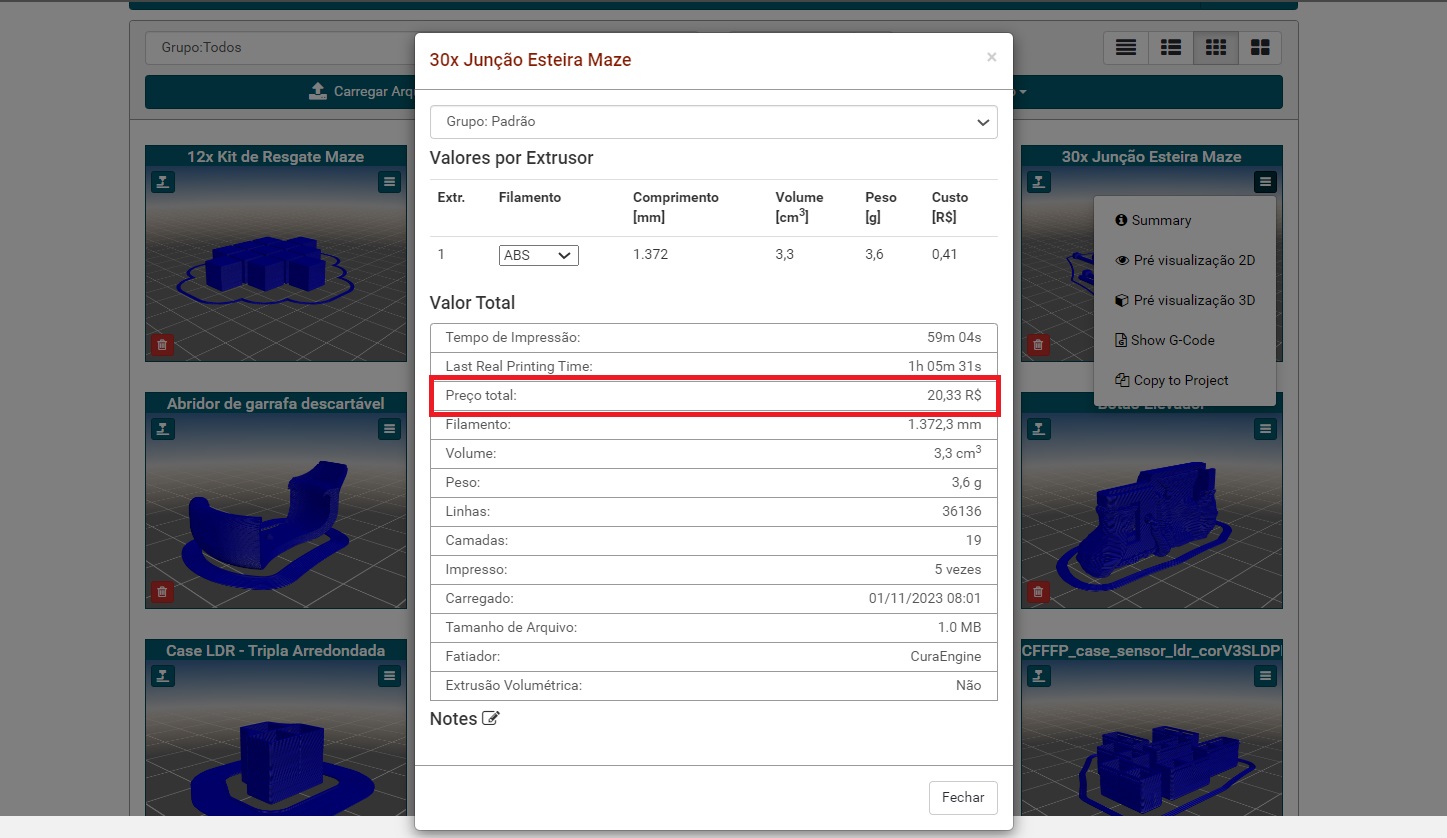 Grupo:Todos
Carregar Arq
30x Junção Esteira Maze
×
Grupo: Padrão
Valores por Extrusor
Extr. Filamento Comprimento [mm] Volume [cm³] Peso [g] Custo [R$]
1 ABS 1.372 3,3 3,6 0,41
Valor Total
Tempo de Impressão: 59m 04s
Last Real Printing Time: 1h 05m 31s
Preço total: 20,33 R$
Filamento: 1.372,3 mm
Volume: 3,3 cm³
Peso: 3,6 g
Linhas: 36136
Camadas: 19
Impresso: 5 vezes
Carregado: 01/11/2023 08:01
Tamanho de Arquivo: 1.0 MB
Fatiador: CuraEngine
Extrusão Volumétrica: Não
Notes
Fechar
12x Kit de Resgate Maze
Abridor de garrafa descartável
Case LDR - Tripla Arredondada
30x Junção Esteira Maze
Summary
Pré visualização 2D
Pré visualização 3D
Show G-Code
Copy to Project
Botão Elevador
CFFFP_case_sensor_ldr_corV3SLDP